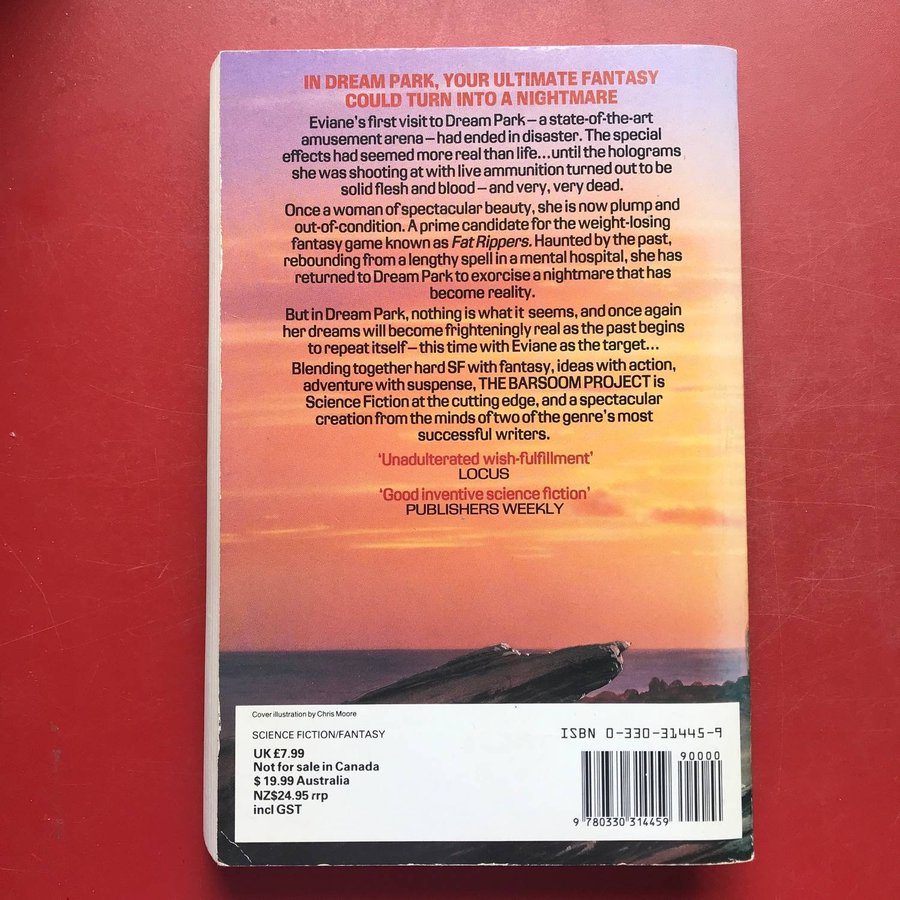 IN DREAM PARK, YOUR ULTIMATE FANTASY
COULD TURN INTO A NIGHTMARE
Eviane's first visit to Dream Park – a state-of-the-art
amusement arena – had ended in disaster. The special
effects had seemed more real than life...until the holograms
she was shooting at with live ammunition turned out to be
solid flesh and blood – and very, very dead.
Once a woman of spectacular beauty, she is now plump and
out-of-condition. A prime candidate for the weight-losing
fantasy game known as Fat Rippers. Haunted by the past,
rebounding from a lengthy spell in a mental hospital, she has
returned to Dream Park to exorcise a nightmare that has
become reality.
But in Dream Park, nothing is what it seems, and once again
her dreams will become frighteningly real as the past begins
to repeat itself – this time with Eviane as the target...
Blending together hard SF with fantasy, ideas with action,
adventure with suspense, THE BARSOOM PROJECT is
Science Fiction at the cutting edge, and a spectacular
creation from the minds of two of the genre's most
successful writers.
'Unadulterated wish-fulfillment'
LOCUS
'Good inventive science fiction'
PUBLISHERS WEEKLY
Cover illustration by Chris Moore
SCIENCE FICTION/FANTASY
UK £7.99
Not for sale in Canada
$ 19.99 Australia
NZ$24.95 rrp
incl GST
ISBN 0-330-31445-9
90000
9 780330 314459